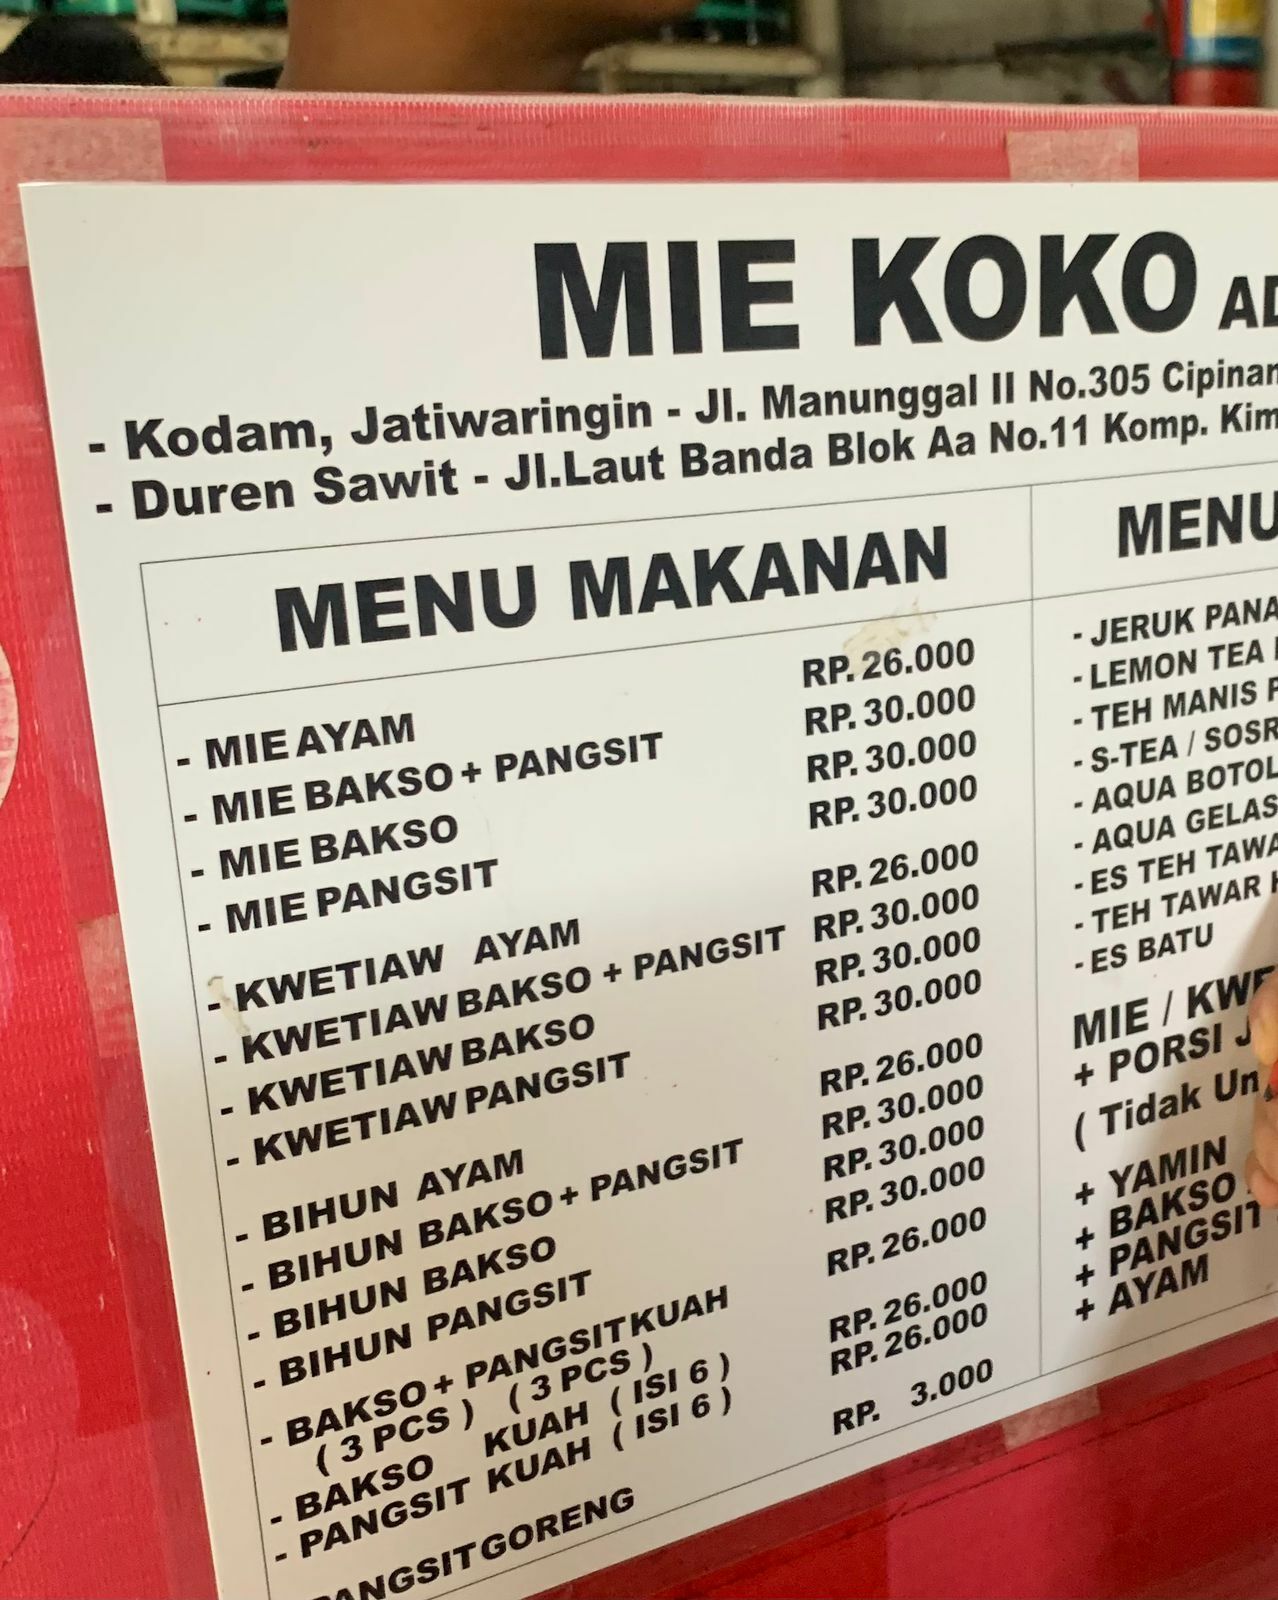 MIE KOKO
- Kodam, Jatiwaringin - Jl. Manunggal II No.305
- Duren Sawit - Jl.Laut Banda Blok Aa No.11 Komp.
MENU MAKANAN
- MIE AYAM RP. 26.000
- MIE BAKSO + PANGSIT RP. 30.000
- MIE BAKSO RP. 30.000
- MIE PANGSIT RP. 30.000
- KWETIAW AYAM RP. 26.000
- KWETIAW BAKSO + PANGSIT RP. 30.000
- KWETIAW BAKSO RP. 30.000
- KWETIAW PANGSIT RP. 30.000
- BIHUN AYAM RP. 26.000
- BIHUN BAKSO + PANGSIT RP. 30.000
- BIHUN BAKSO RP. 30.000
- BIHUN PANGSIT RP. 30.000
- BAKSO + PANGSIT KUAH RP. 26.000
( 3 PCS ) ( 3 PCS )
- BAKSO KUAH ( ISI 6 ) RP. 26.000
- PANGSIT KUAH ( ISI 6 ) RP. 26.000
GORENG RP. 3.000
MENU
- JERUK
- LEMON TEA
- TEH MANIS
- S-TEA /
- AQUA BOTOL
- AQUA GELAS
- ES TEH
- TEH TAWAR
- ES BATU
MIE /
+ PORSI
( Tidak
+ YAMIN
+ BAKSO
+ PANGSIT
+ AYAM